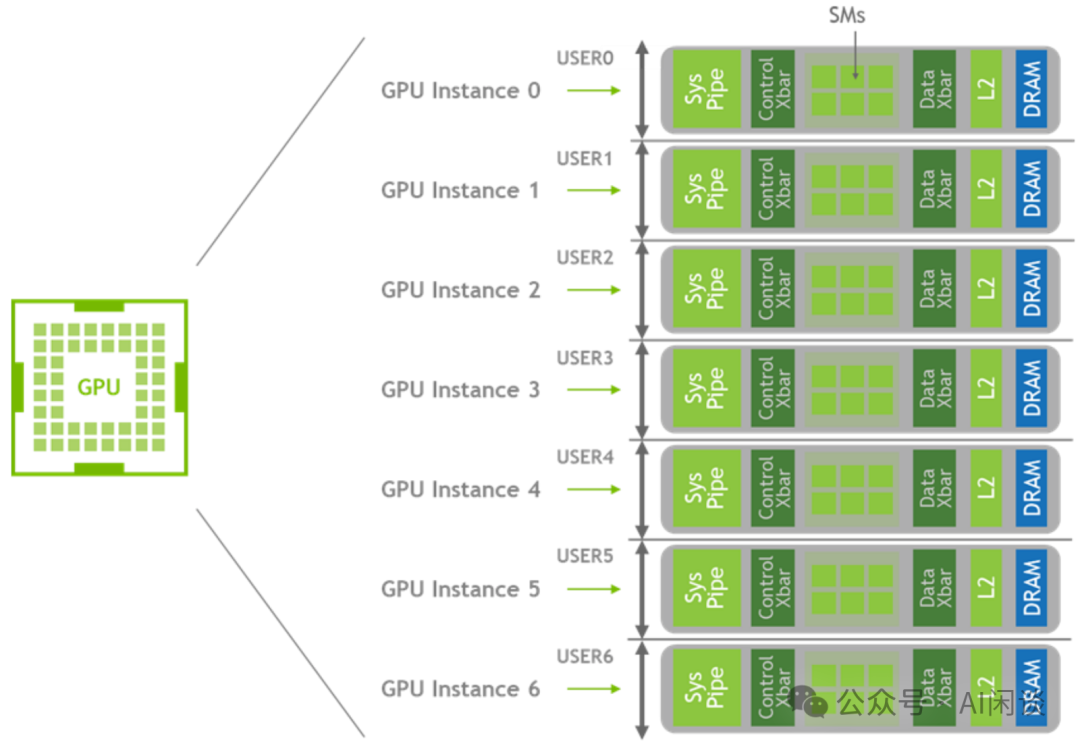 SMs
GPU
USER0
GPU Instance 0
Sys Pipe
Control Xbar
Data Xbar
L2
DRAM
USER1
GPU Instance 1
Sys Pipe
Control Xbar
Data Xbar
L2
DRAM
USER2
GPU Instance 2
Sys Pipe
Control Xbar
Data Xbar
L2
DRAM
USER3
GPU Instance 3
Sys Pipe
Control Xbar
Data Xbar
L2
DRAM
USER4
GPU Instance 4
Sys Pipe
Control Xbar
Data Xbar
L2
DRAM
USER5
GPU Instance 5
Sys Pipe
Control Xbar
Data Xbar
L2
DRAM
USER6
GPU Instance 6
Sys Pipe
Control Xbar
Data Xbar
L2
DRAM
公众号 · AI闲谈